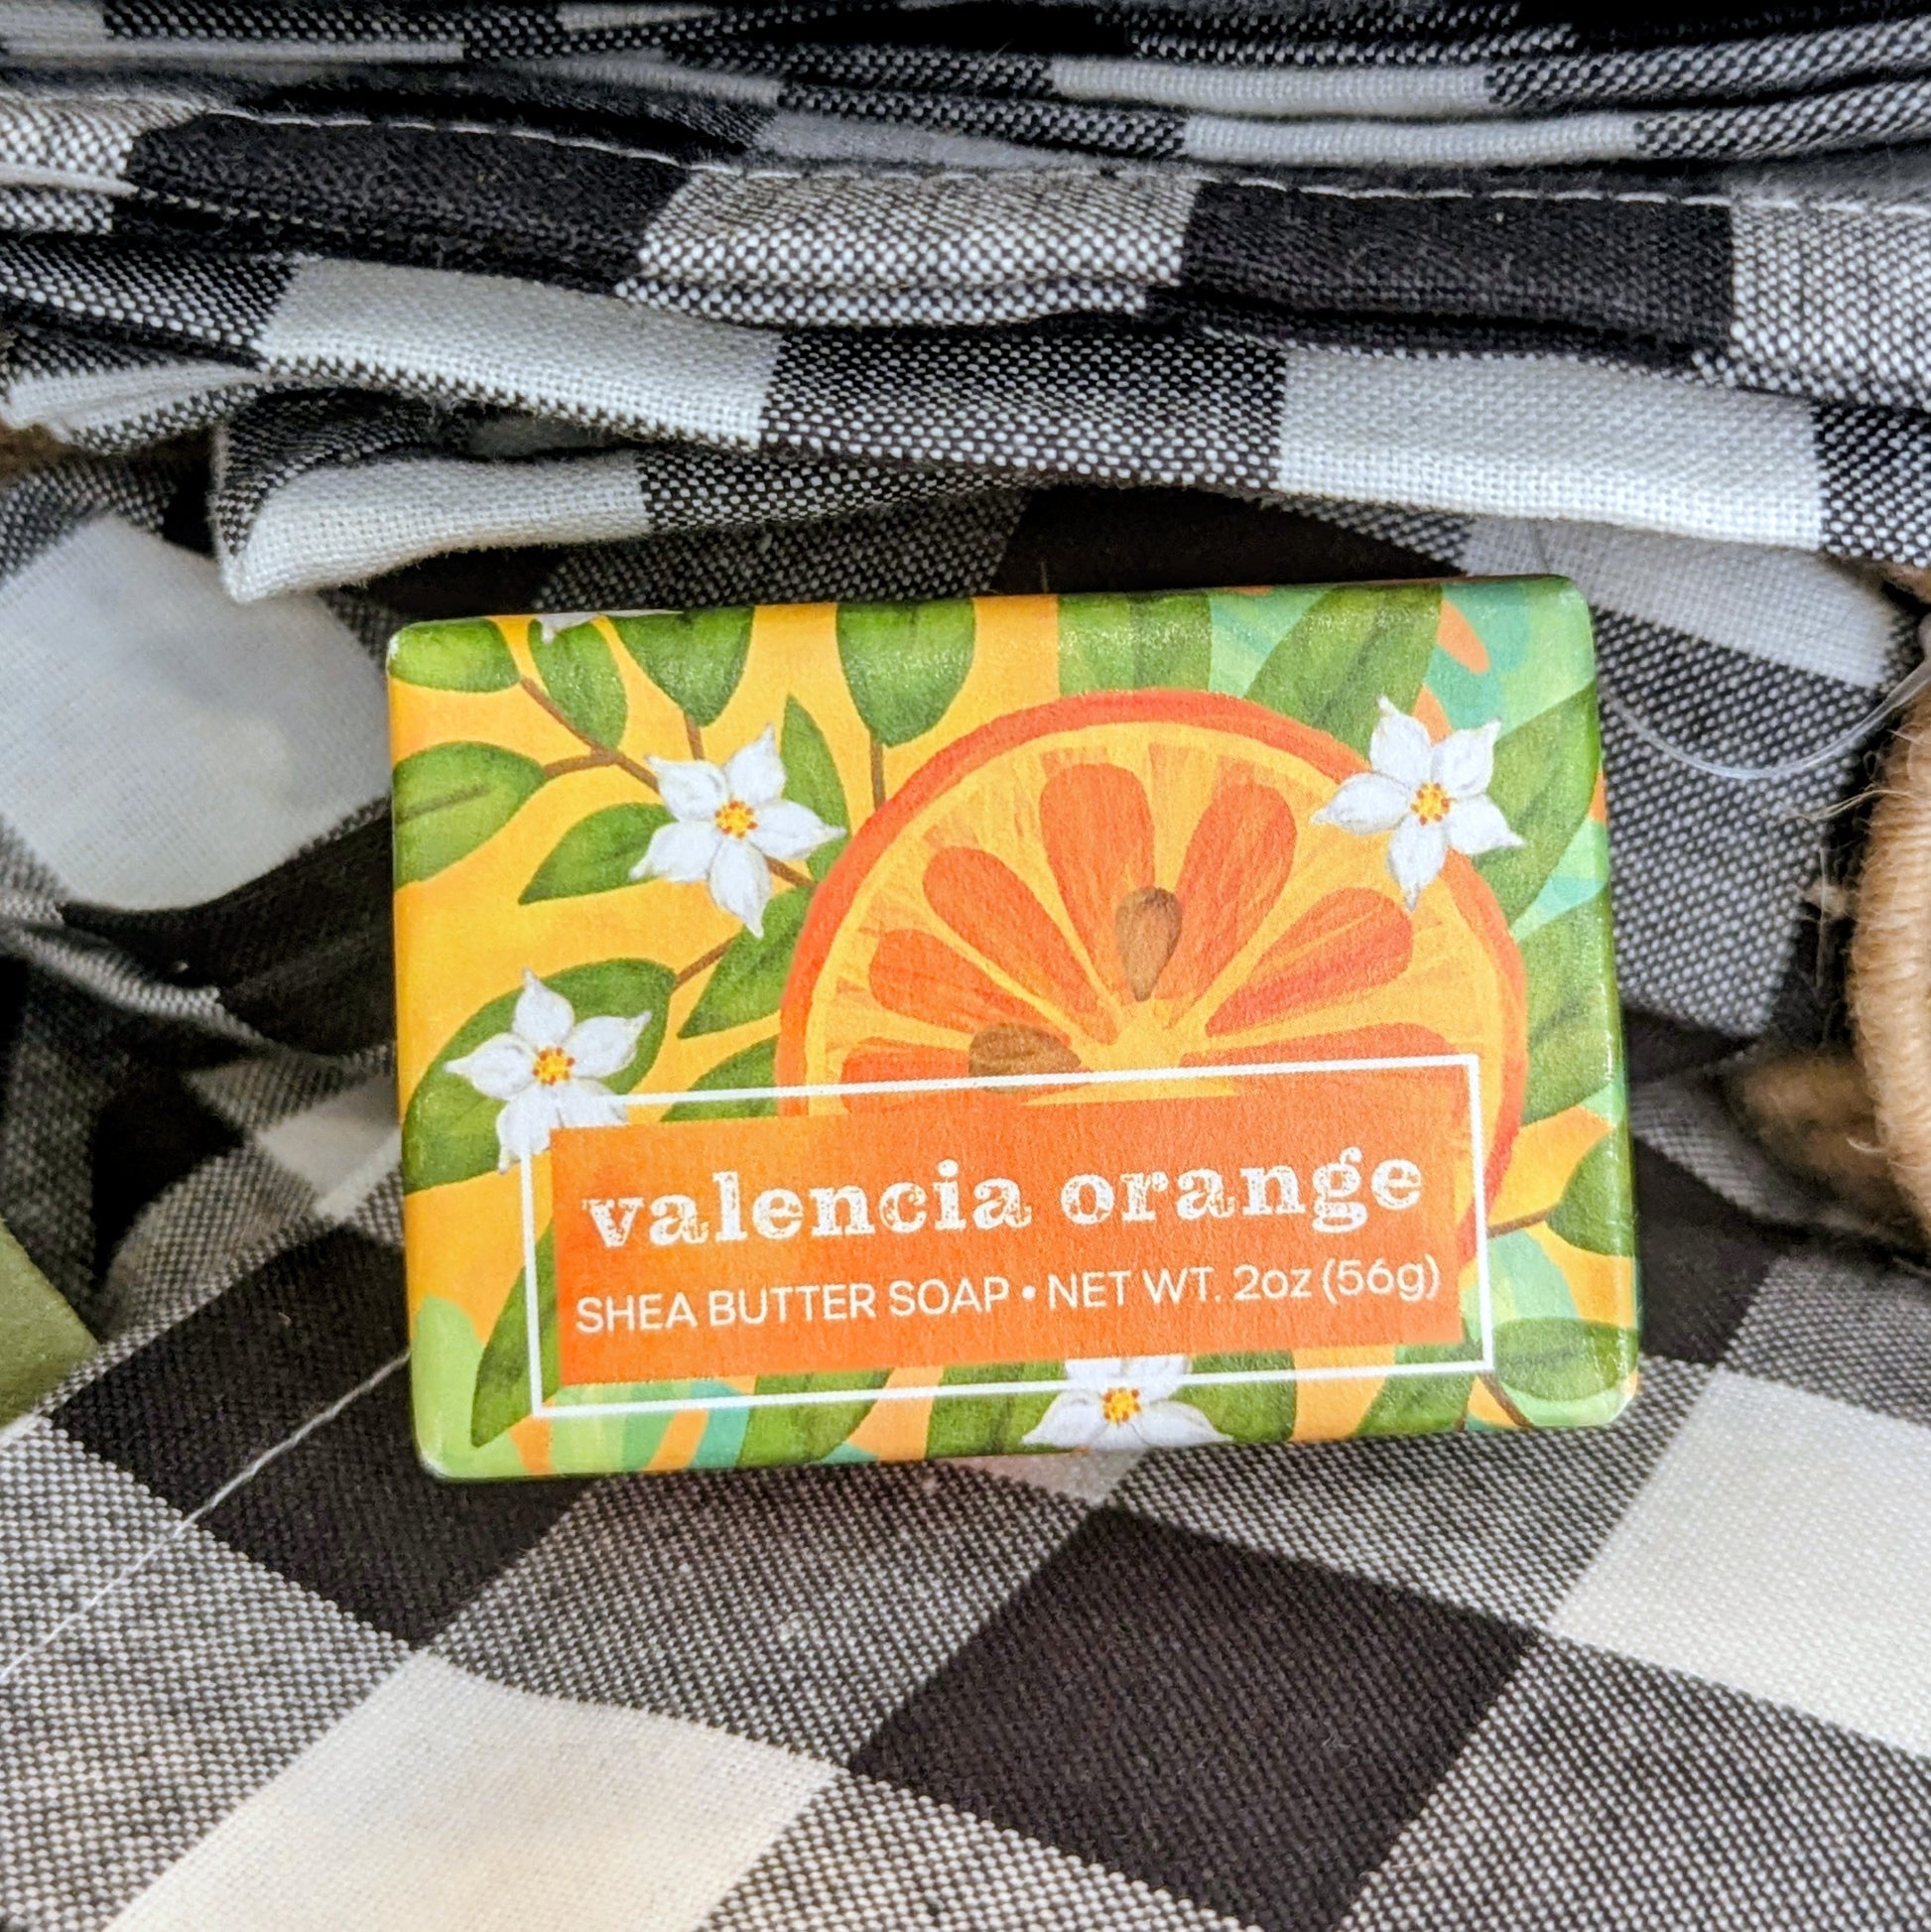 valencia orange
SHEA BUTTER SOAP • NET WT. 2oz (56g)